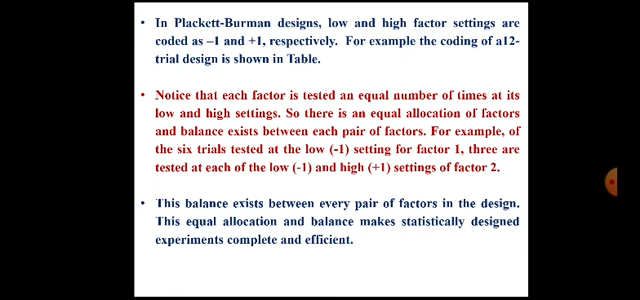 • In Plackett-Burman designs, low and high factor settings are
coded as –1 and +1, respectively. For example the coding of a12-
trial design is shown in Table.
• Notice that each factor is tested an equal number of times at its
low and high settings. So there is an equal allocation of factors
and balance exists between each pair of factors. For example, of
the six trials tested at the low (-1) setting for factor 1, three are
tested at each of the low (-1) and high (+1) settings of factor 2.
• This balance exists between every pair of factors in the design.
This equal allocation and balance makes statistically designed
experiments complete and efficient.